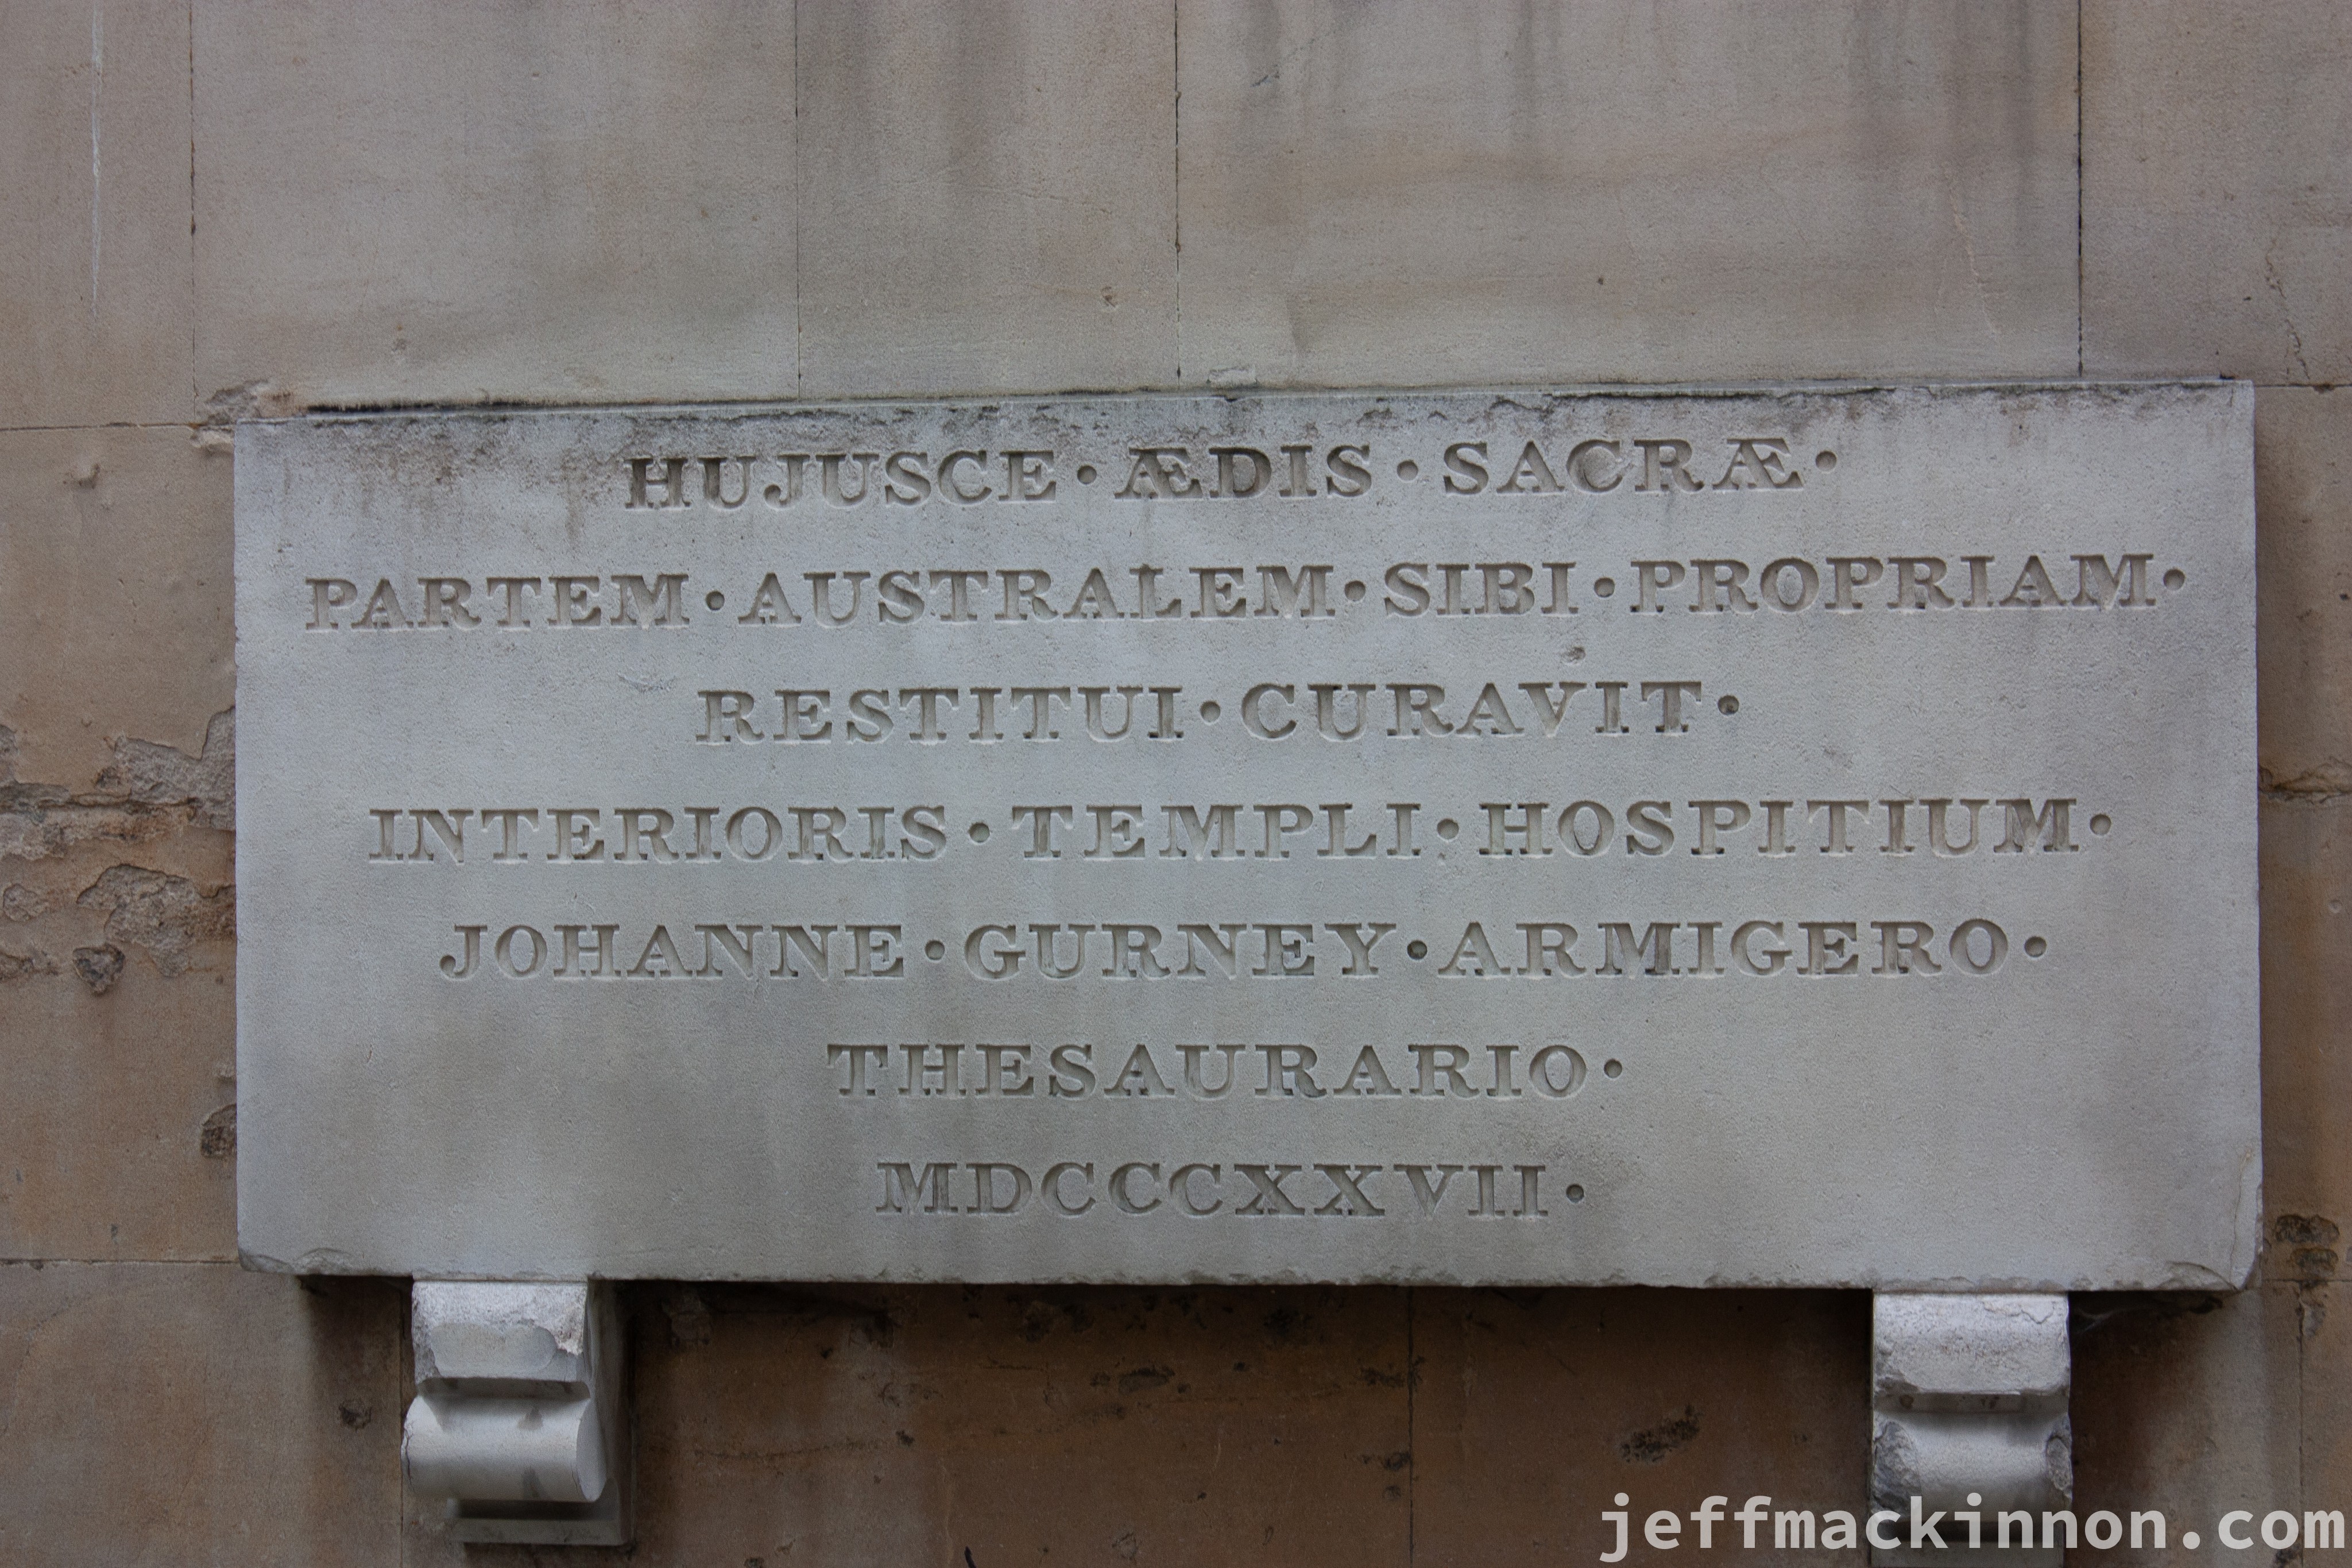 HUJUSCE · ÆDIS · SACRÆ ·
PARTEM · AUSTRALEM · SIBI · PROPRIAM ·
RESTITUI · CURAVIT ·
INTERIORIS · TEMPLI · HOSPITIUM ·
JOHANNE · GURNEY · ARMIGERO ·
THESAURARIO ·
MDCCCXXVII ·
jeffmackinnon.com